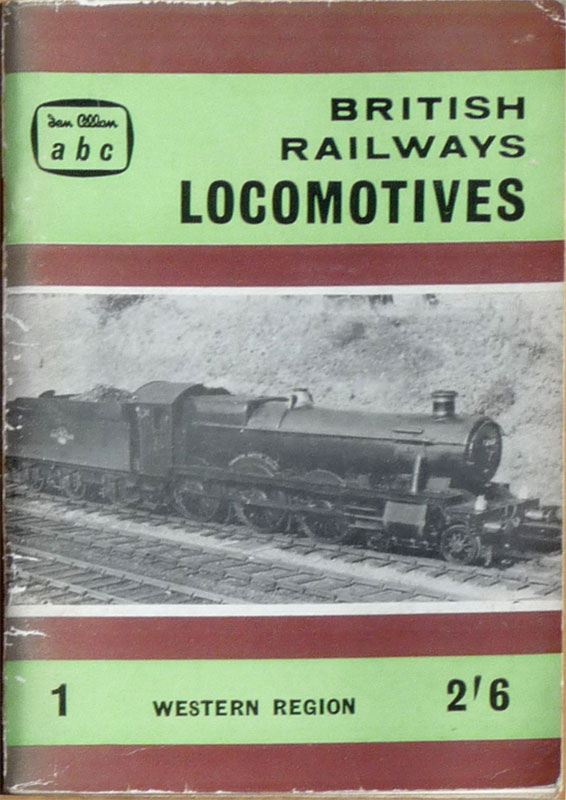 Ian Allan
abc
BRITISH
RAILWAYS
LOCOMOTIVES
1
WESTERN REGION
2'6